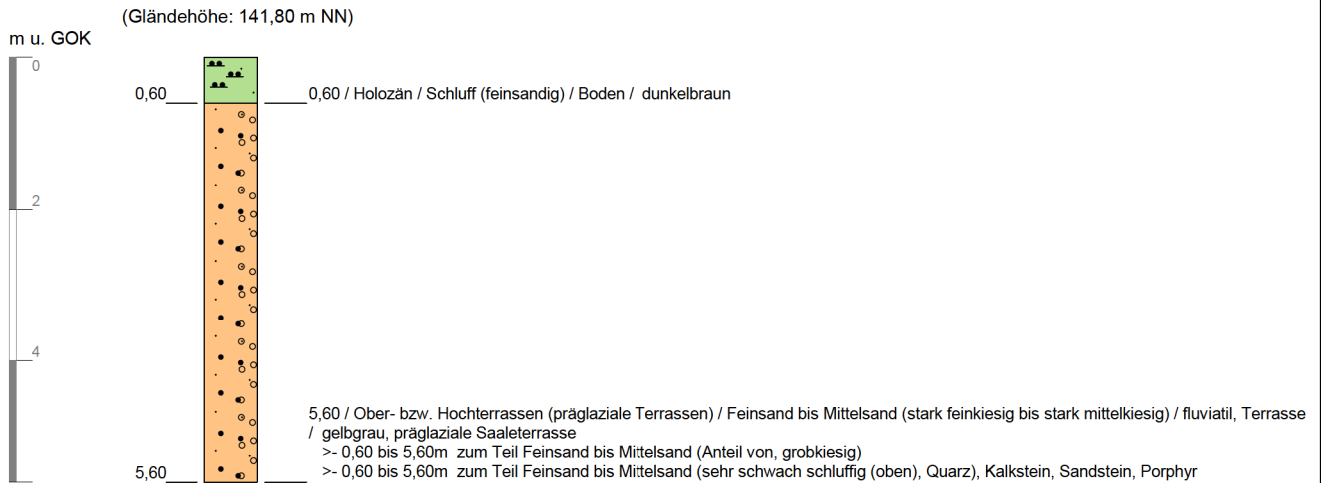 (Gländehöhe: 141,80 m NN)
m u. GOK
0
0,60
0,60 / Holozän / Schluff (feinsandig) / Boden / dunkelbraun
2
4
5,60 / Ober- bzw. Hochterrassen (präglaziale Terrassen) / Feinsand bis Mittelsand (stark feinkiesig bis stark mittelkiesig) / fluviatil, Terrasse
/ gelbgrau, präglaziale Saaleterrasse
>- 0,60 bis 5,60m zum Teil Feinsand bis Mittelsand (Anteil von, grobkiesig)
>- 0,60 bis 5,60m zum Teil Feinsand bis Mittelsand (sehr schwach schluffig (oben), Quarz), Kalkstein, Sandstein, Porphyr
5,60